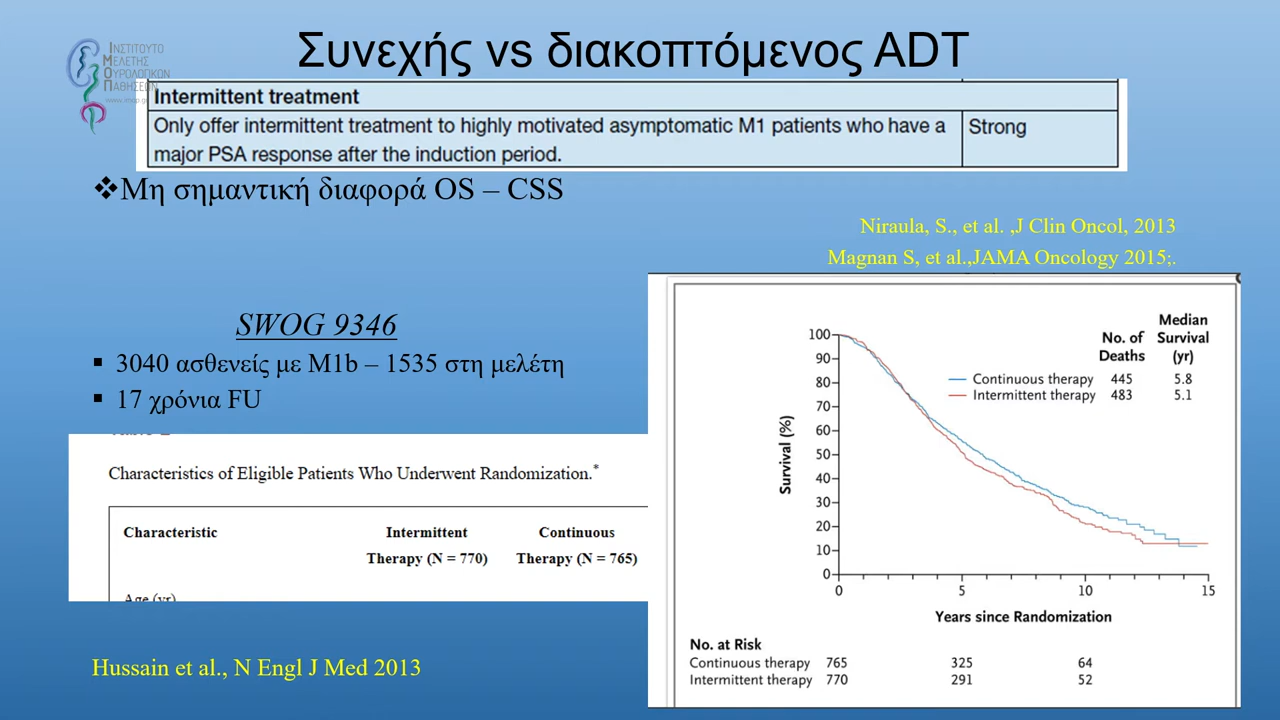 Συνεχής vs διακοπτόμενος ADT
ΙΝΣΤΙΤΟΥΤΟ
ΜΕΛΕΤΗΣ
ΟΥΡΟΛΟΓΙΚΩΝ
ΠΑΘΗΣΕΩΝ
Intermittent treatment
Only offer intermittent treatment to highly motivated asymptomatic M1 patients who have a major PSA response after the induction period.
Strong
❖Μη σημαντική διαφορά OS – CSS
Niraula, S., et al. ,J Clin Oncol, 2013
Magnan S, et al.,JAMA Oncology 2015;.
SWOG 9346
▪ 3040 ασθενείς με M1b – 1535 στη μελέτη
▪ 17 χρόνια FU
Characteristics of Eligible Patients Who Underwent Randomization.*
Characteristic
Intermittent Therapy (N = 770)
Continuous Therapy (N = 765)
Age (yr)
Hussain et al., N Engl J Med 2013
No. of Deaths
Median Survival (yr)
Continuous therapy 445 5.8
Intermittent therapy 483 5.1
Survival (%)
100
90
80
70
60
50
40
30
20
10
0
0 5 10 15
Years since Randomization
No. at Risk
Continuous therapy 765 325 64
Intermittent therapy 770 291 52